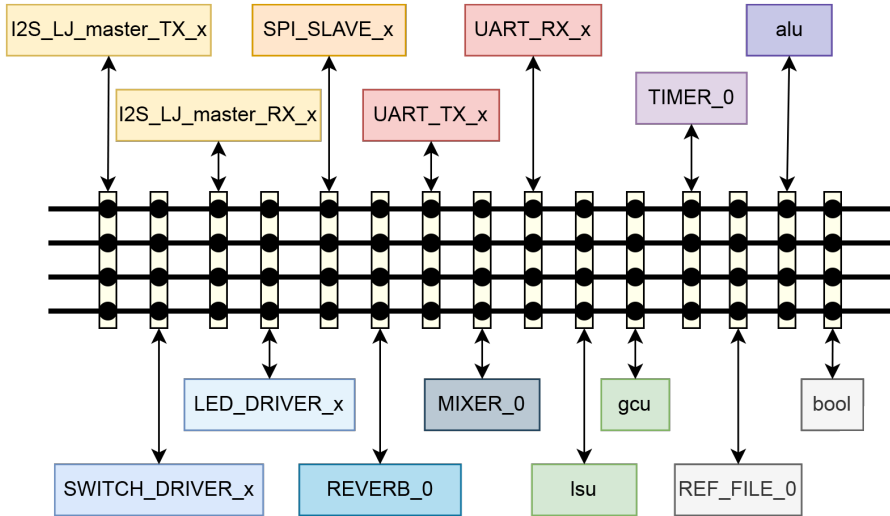 I2S_LJ_master_TX_x
SPI_SLAVE_x
UART_RX_x
alu
I2S_LJ_master_RX_x
UART_TX_x
TIMER_0
LED_DRIVER_x
MIXER_0
gcu
bool
SWITCH_DRIVER_x
REVERB_0
lsu
REF_FILE_0